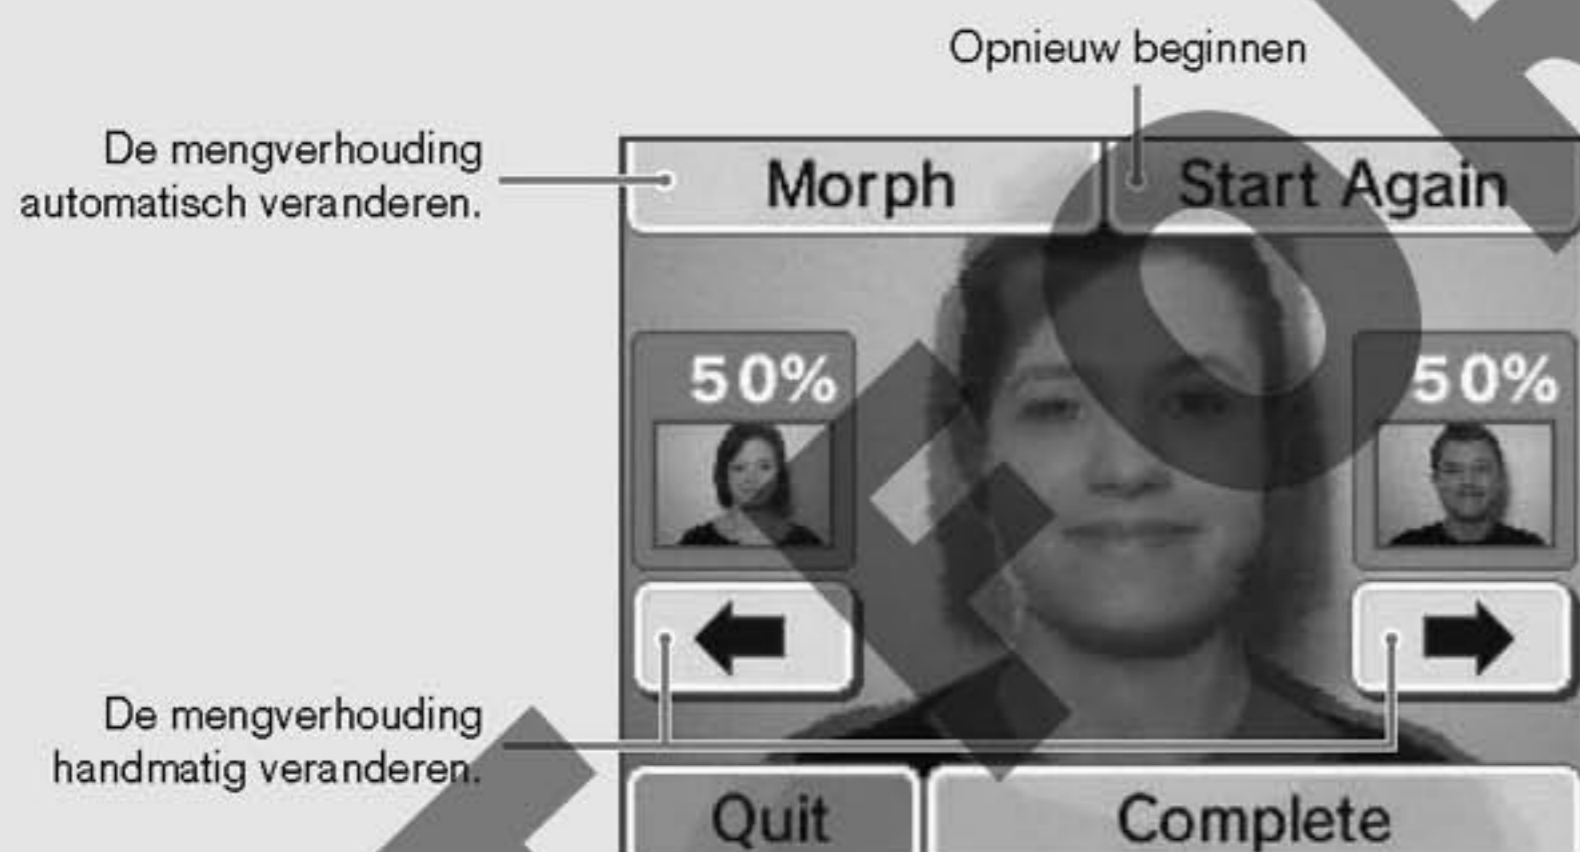 Opnieuw beginnen
De mengverhouding
automatisch veranderen.
Morph
Start Again
50%
50%
De mengverhouding
handmatig veranderen.
Quit
Complete